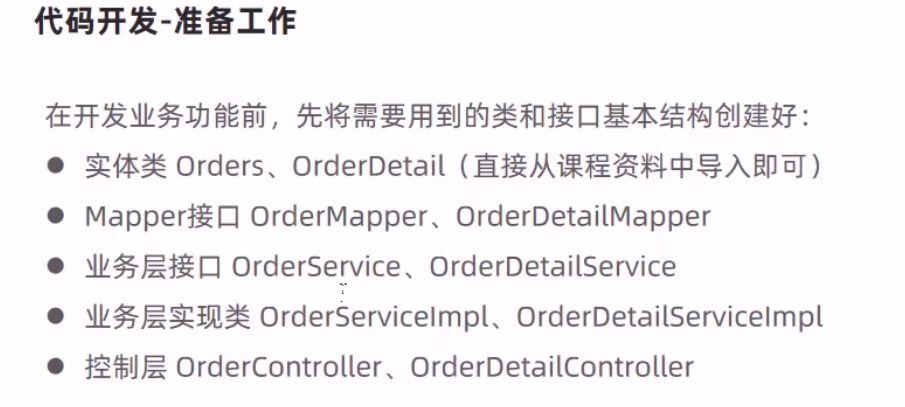 代码开发-准备工作
在开发业务功能前，先将需要用到的类和接口基本结构创建好：
● 实体类 Orders、OrderDetail（直接从课程资料中导入即可）
● Mapper接口 OrderMapper、OrderDetailMapper
● 业务层接口 OrderService、OrderDetailService
● 业务层实现类 OrderServiceImpl、OrderDetailServiceImpl
● 控制层 OrderController、OrderDetailController